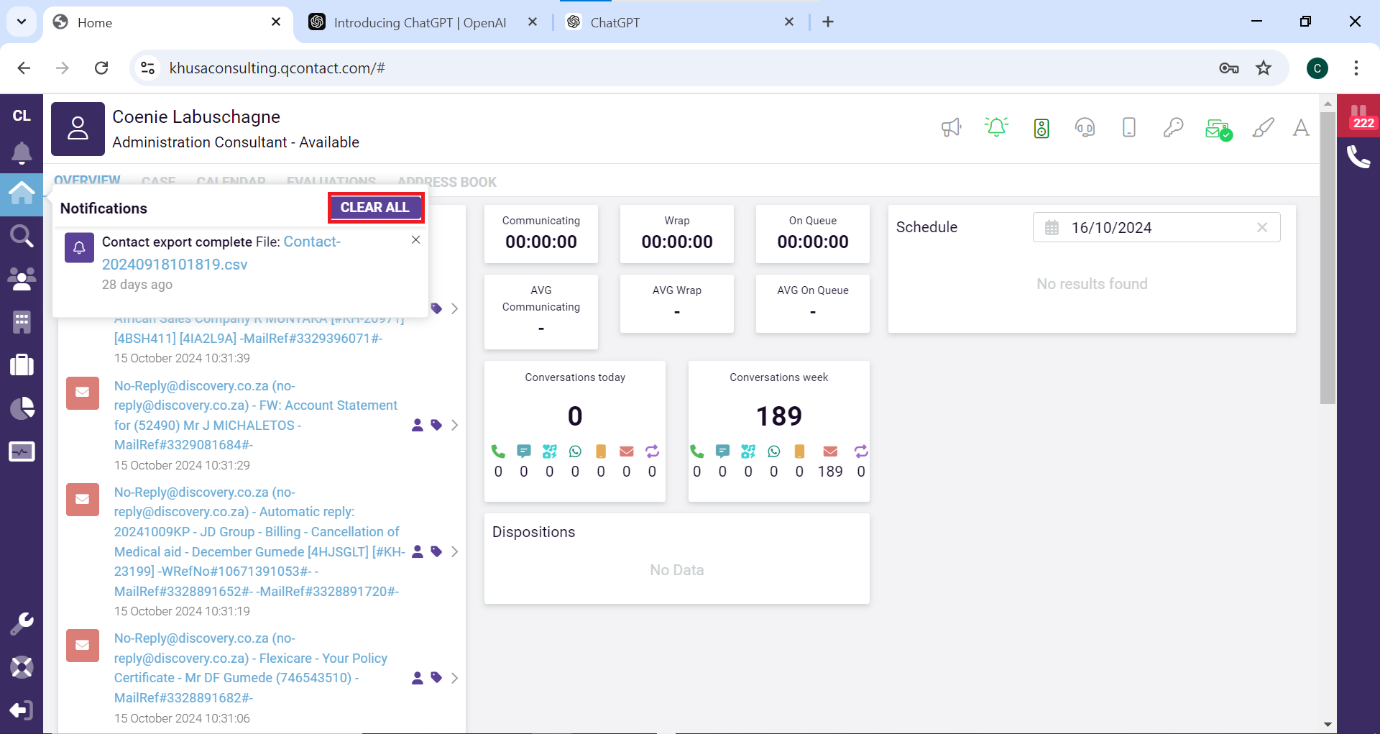 Home
Introducing ChatGPT | OpenAI
ChatGPT
khusaconsulting.qcontact.com/#
C
CL
Coenie Labuschagne
Administration Consultant - Available
222
OVERVIEW CASE CALENDAR EVALUATIONS ADDRESS BOOK
Notifications
CLEAR ALL
Contact export complete File: Contact-
20240918101819.csv
28 days ago
African Sales Company R MUNYAKA [#KH-20971]
[4BSH411] [4IA2L9A] -MailRef#3329396071#-
15 October 2024 10:31:39
No-Reply@discovery.co.za (no-
reply@discovery.co.za) - FW: Account Statement
for (52490) Mr J MICHALETOS -
MailRef#3329081684#-
15 October 2024 10:31:29
No-Reply@discovery.co.za (no-
reply@discovery.co.za) - Automatic reply:
20241009KP - JD Group - Billing - Cancellation of
Medical aid - December Gumede [4HJSGLT] [#KH-
23199] -WRefNo#10671391053#- -
MailRef#3328891652#- -MailRef#3328891720#-
15 October 2024 10:31:19
No-Reply@discovery.co.za (no-
reply@discovery.co.za) - Flexicare - Your Policy
Certificate - Mr DF Gumede (746543510) -
MailRef#3328891682#-
15 October 2024 10:31:06
Communicating
00:00:00
Wrap
00:00:00
On Queue
00:00:00
AVG
Communicating
-
AVG Wrap
-
AVG On Queue
-
Conversations today
0
0 0 0 0 0 0 0
Conversations week
189
0 0 0 0 0 189 0
Dispositions
No Data
Schedule
16/10/2024
No results found